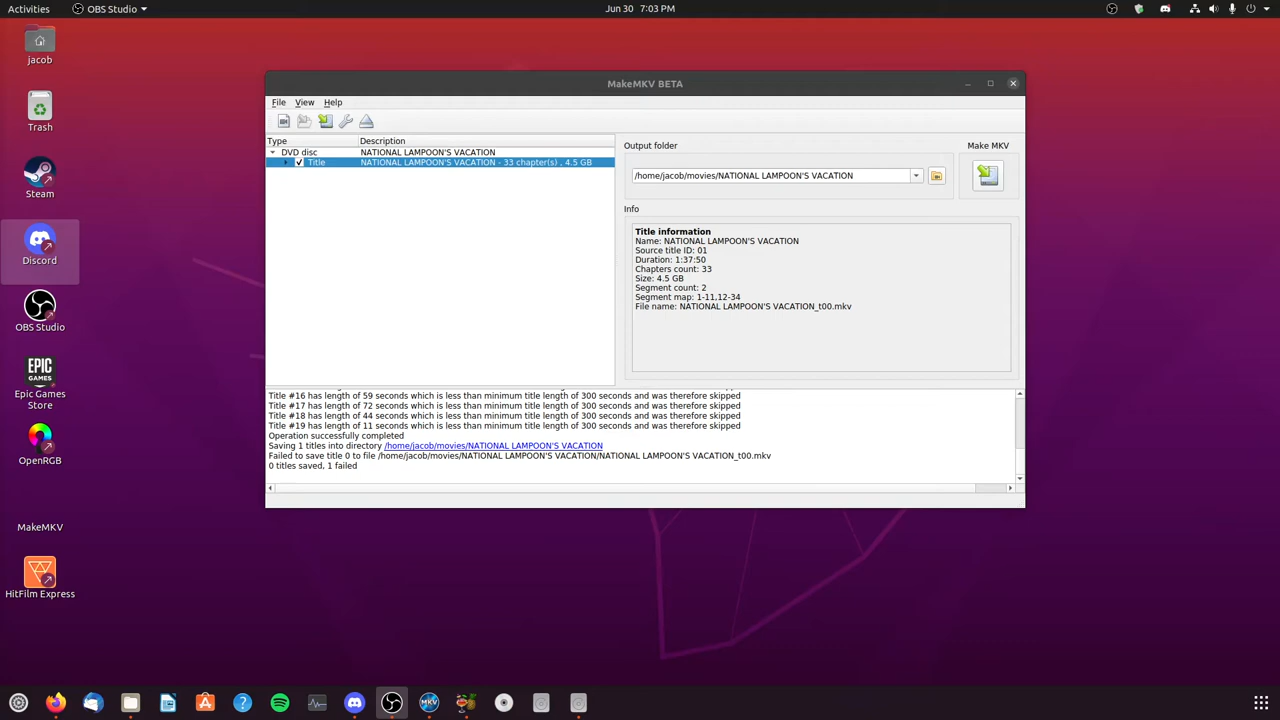 Activities
OBS Studio
Jun 30 7:03 PM
jacob
Trash
Steam
Discord
OBS Studio
EPIC GAMES
Epic Games
Store
OpenRGB
MakeMKV
HitFilm Express
MakeMKV BETA
File View Help
Type Description
DVD disc NATIONAL LAMPOON'S VACATION
Title NATIONAL LAMPOON'S VACATION - 33 chapter(s) , 4.5 GB
Output folder
/home/jacob/movies/NATIONAL LAMPOON'S VACATION
Make MKV
Info
Title information
Name: NATIONAL LAMPOON'S VACATION
Source title ID: 01
Duration: 1:37:50
Chapters count: 33
Size: 4.5 GB
Segment count: 2
Segment map: 1-11,12-34
File name: NATIONAL LAMPOON'S VACATION_t00.mkv
Title #16 has length of 59 seconds which is less than minimum title length of 300 seconds and was therefore skipped
Title #17 has length of 72 seconds which is less than minimum title length of 300 seconds and was therefore skipped
Title #18 has length of 44 seconds which is less than minimum title length of 300 seconds and was therefore skipped
Title #19 has length of 11 seconds which is less than minimum title length of 300 seconds and was therefore skipped
Operation successfully completed
Saving 1 titles into directory /home/jacob/movies/NATIONAL LAMPOON'S VACATION
Failed to save title 0 to file /home/jacob/movies/NATIONAL LAMPOON'S VACATION/NATIONAL LAMPOON'S VACATION_t00.mkv
0 titles saved, 1 failed
MKV